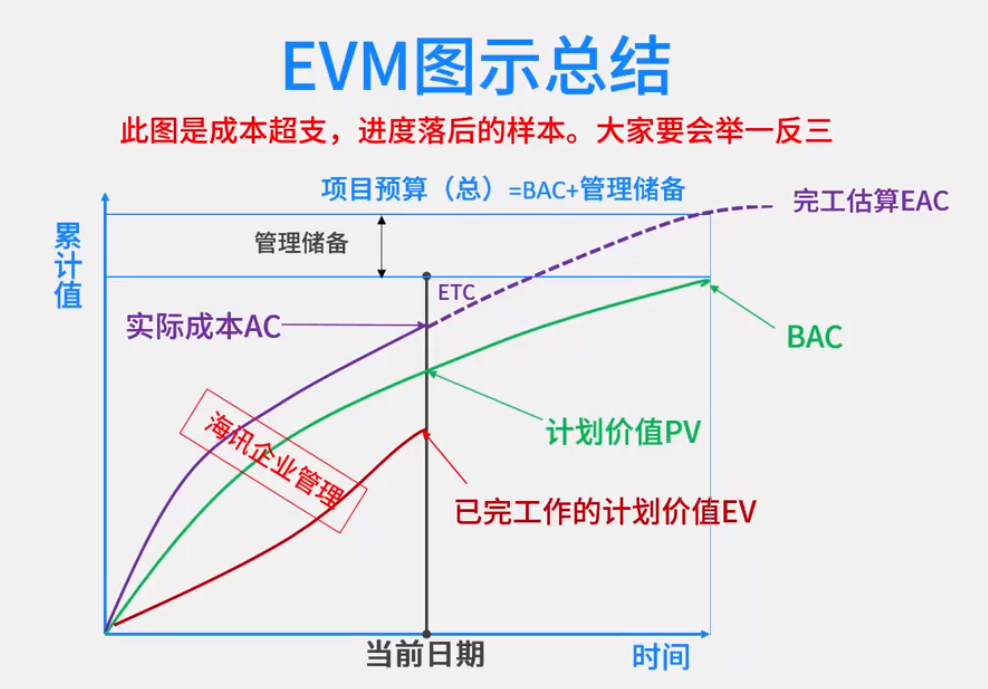 EVM图示总结
此图是成本超支，进度落后的样本。大家要会举一反三
项目预算（总）=BAC+管理储备
完工估算EAC
累计值
管理储备
ETC
实际成本AC
BAC
海讯企业管理
计划价值PV
已完工作的计划价值EV
当前日期
时间